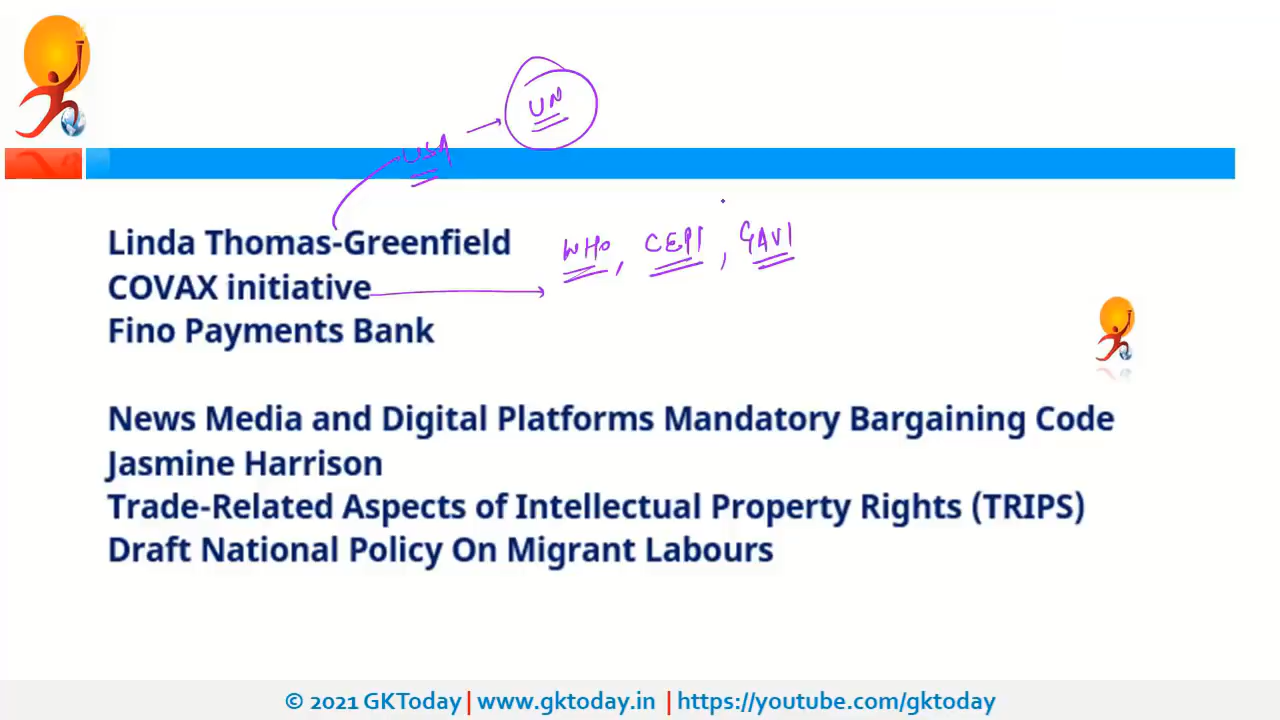 UN
USA
Linda Thomas-Greenfield
WHO, CEPI, GAVI
COVAX initiative
Fino Payments Bank
News Media and Digital Platforms Mandatory Bargaining Code
Jasmine Harrison
Trade-Related Aspects of Intellectual Property Rights (TRIPS)
Draft National Policy On Migrant Labours
© 2021 GKToday | www.gktoday.in | https://youtube.com/gktoday